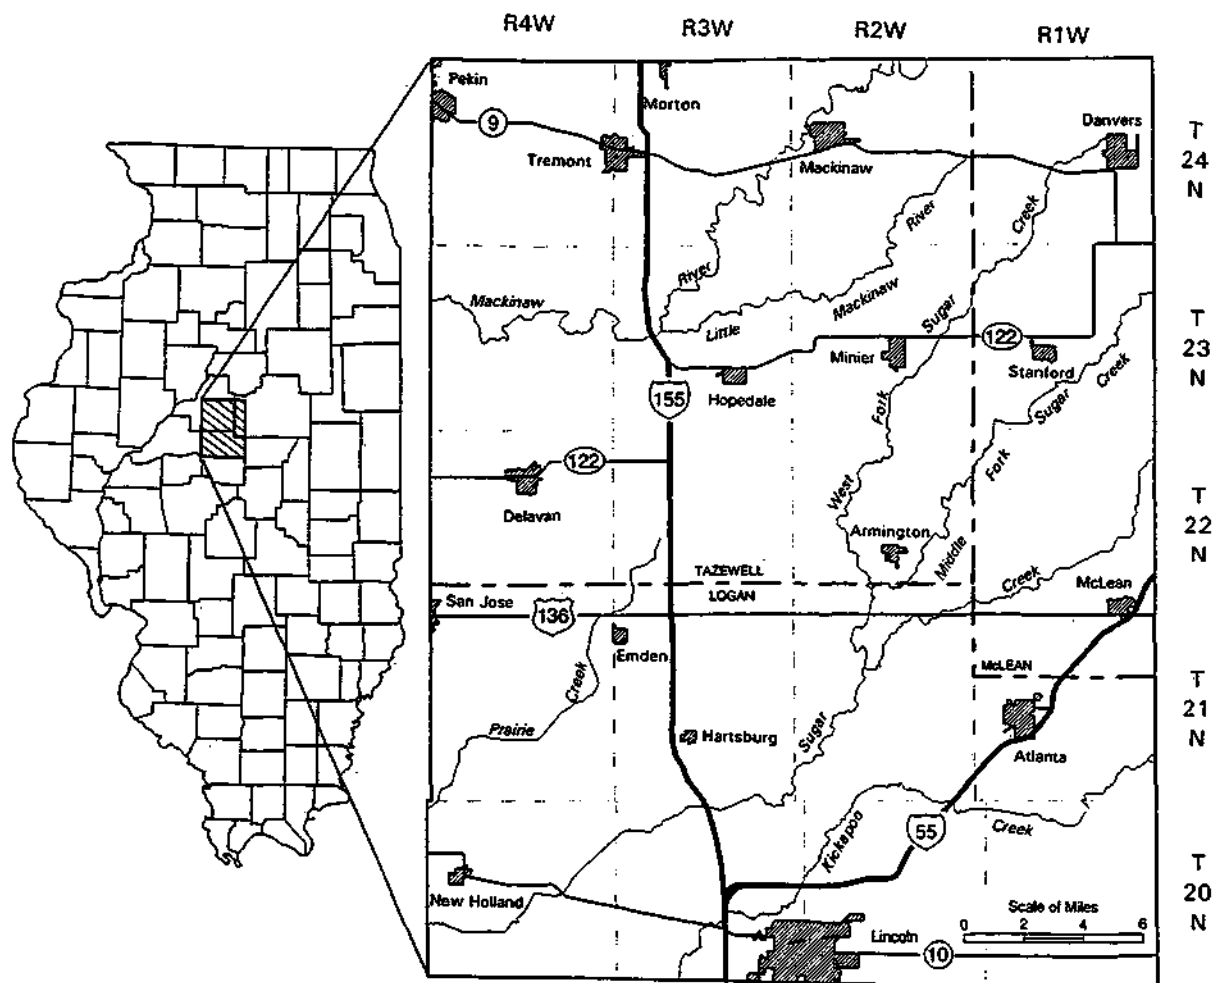 R4W
R3W
R2W
R1W
Pekin
Morton
Danvers
9
Tremont
Mackinaw
T
24
N
River
Creek
River
Mackinaw
Little
Mackinaw
Sugar
122
T
23
N
Minier
Stanford
Creek
Hopedale
155
Sugar
Fork
Fork
122
West
Delavan
Armington
Middle
T
22
N
TAZEWELL
LOGAN
Creek
McLean
San Jose
136
Emden
McLEAN
Creek
T
21
N
Prairie
Hartsburg
Sugar
Atlanta
Kickapoo
55
Creek
T
20
N
New Holland
Scale of Miles
0 2 4 6
Lincoln
10